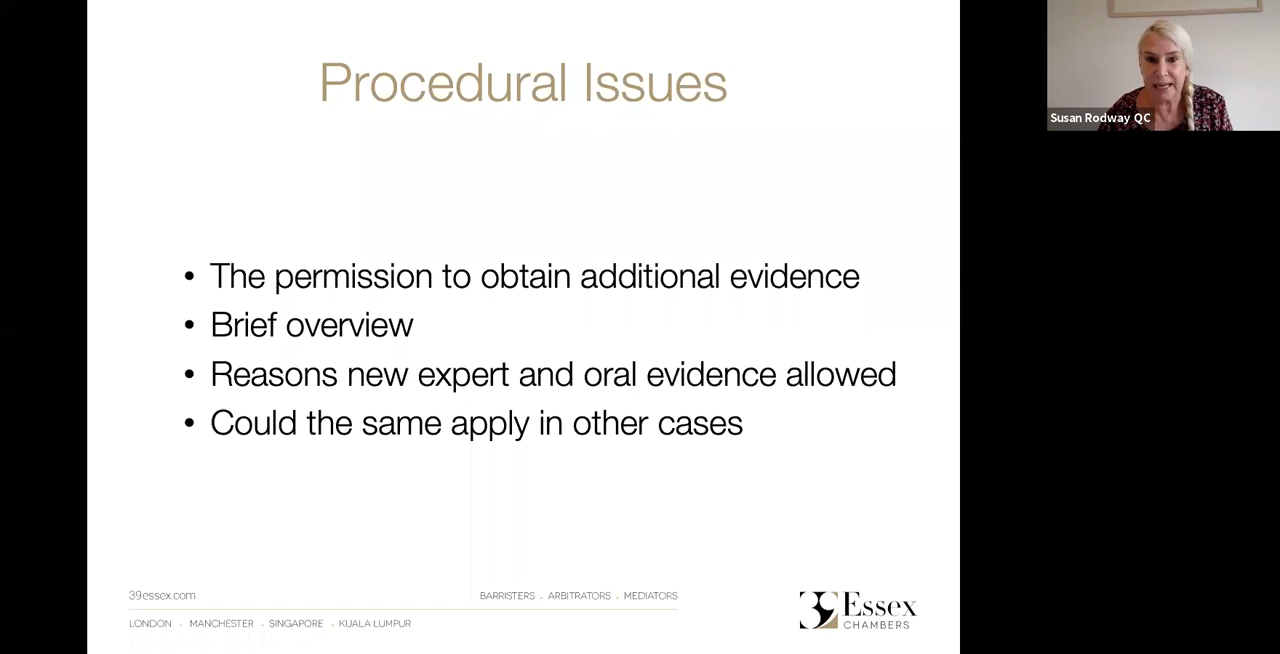 Procedural Issues
Susan Rodway QC
• The permission to obtain additional evidence
• Brief overview
• Reasons new expert and oral evidence allowed
• Could the same apply in other cases
39essex.com
BARRISTERS . ARBITRATORS . MEDIATORS
LONDON . MANCHESTER . SINGAPORE . KUALA LUMPUR
39 Essex
CHAMBERS